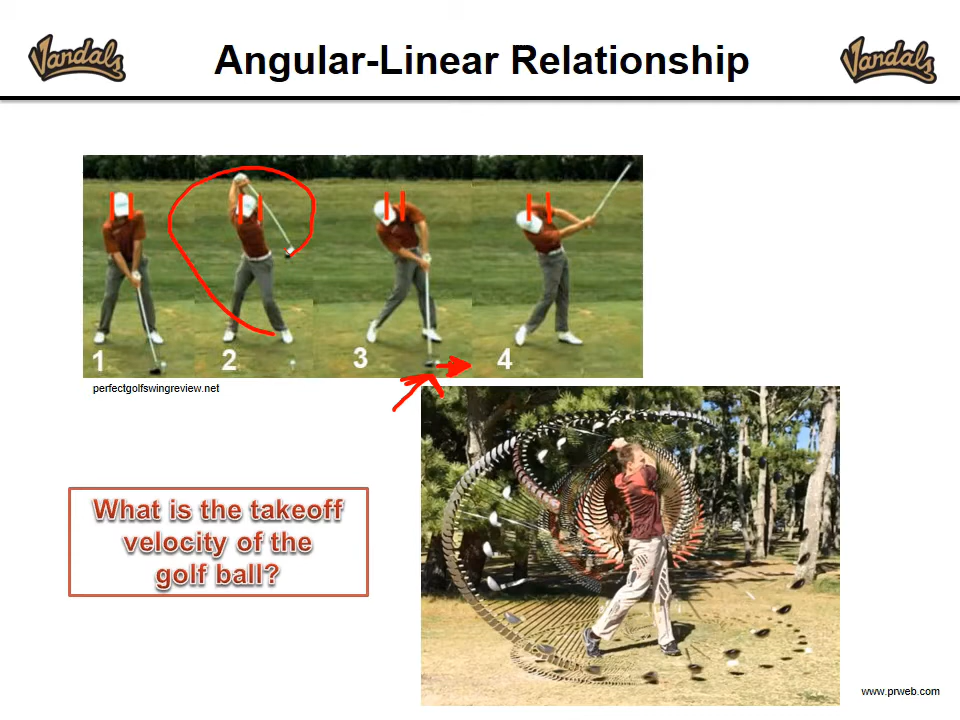 Vandals
Angular-Linear Relationship
Vandals
1
2
3
4
perfectgolfswingreview.net
What is the takeoff
velocity of the
golf ball?
www.prweb.com